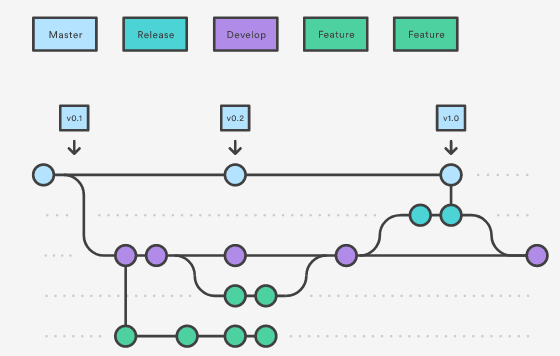 Master
Release
Develop
Feature
Feature
v0.1
v0.2
v1.0